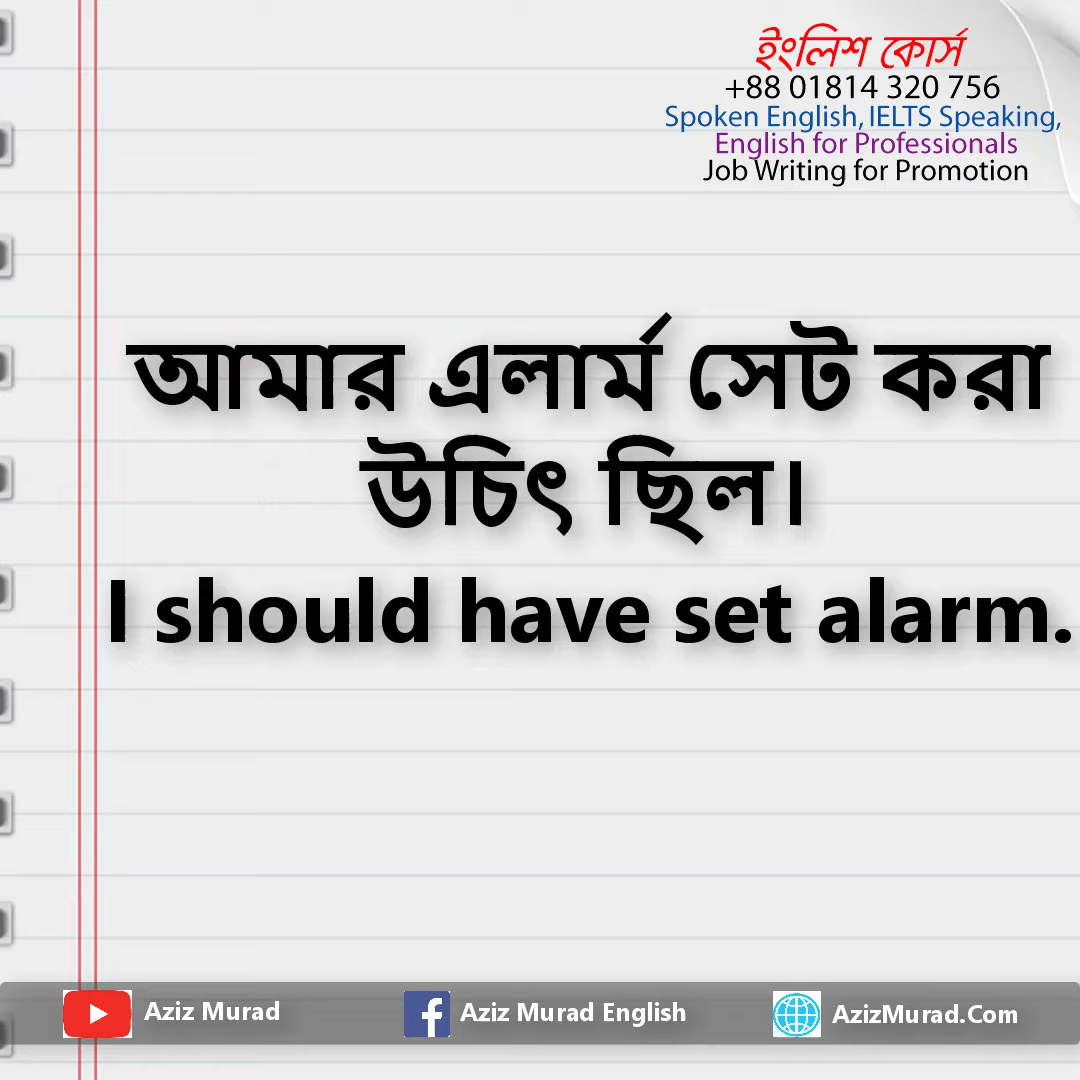 ইংলিশ কোর্স
+88 01814 320 756
Spoken English, IELTS Speaking,
English for Professionals
Job Writing for Promotion
আমার এলার্ম সেট করা
উচিৎ ছিল।
I should have set alarm.
Aziz Murad
Aziz Murad English
AzizMurad.Com